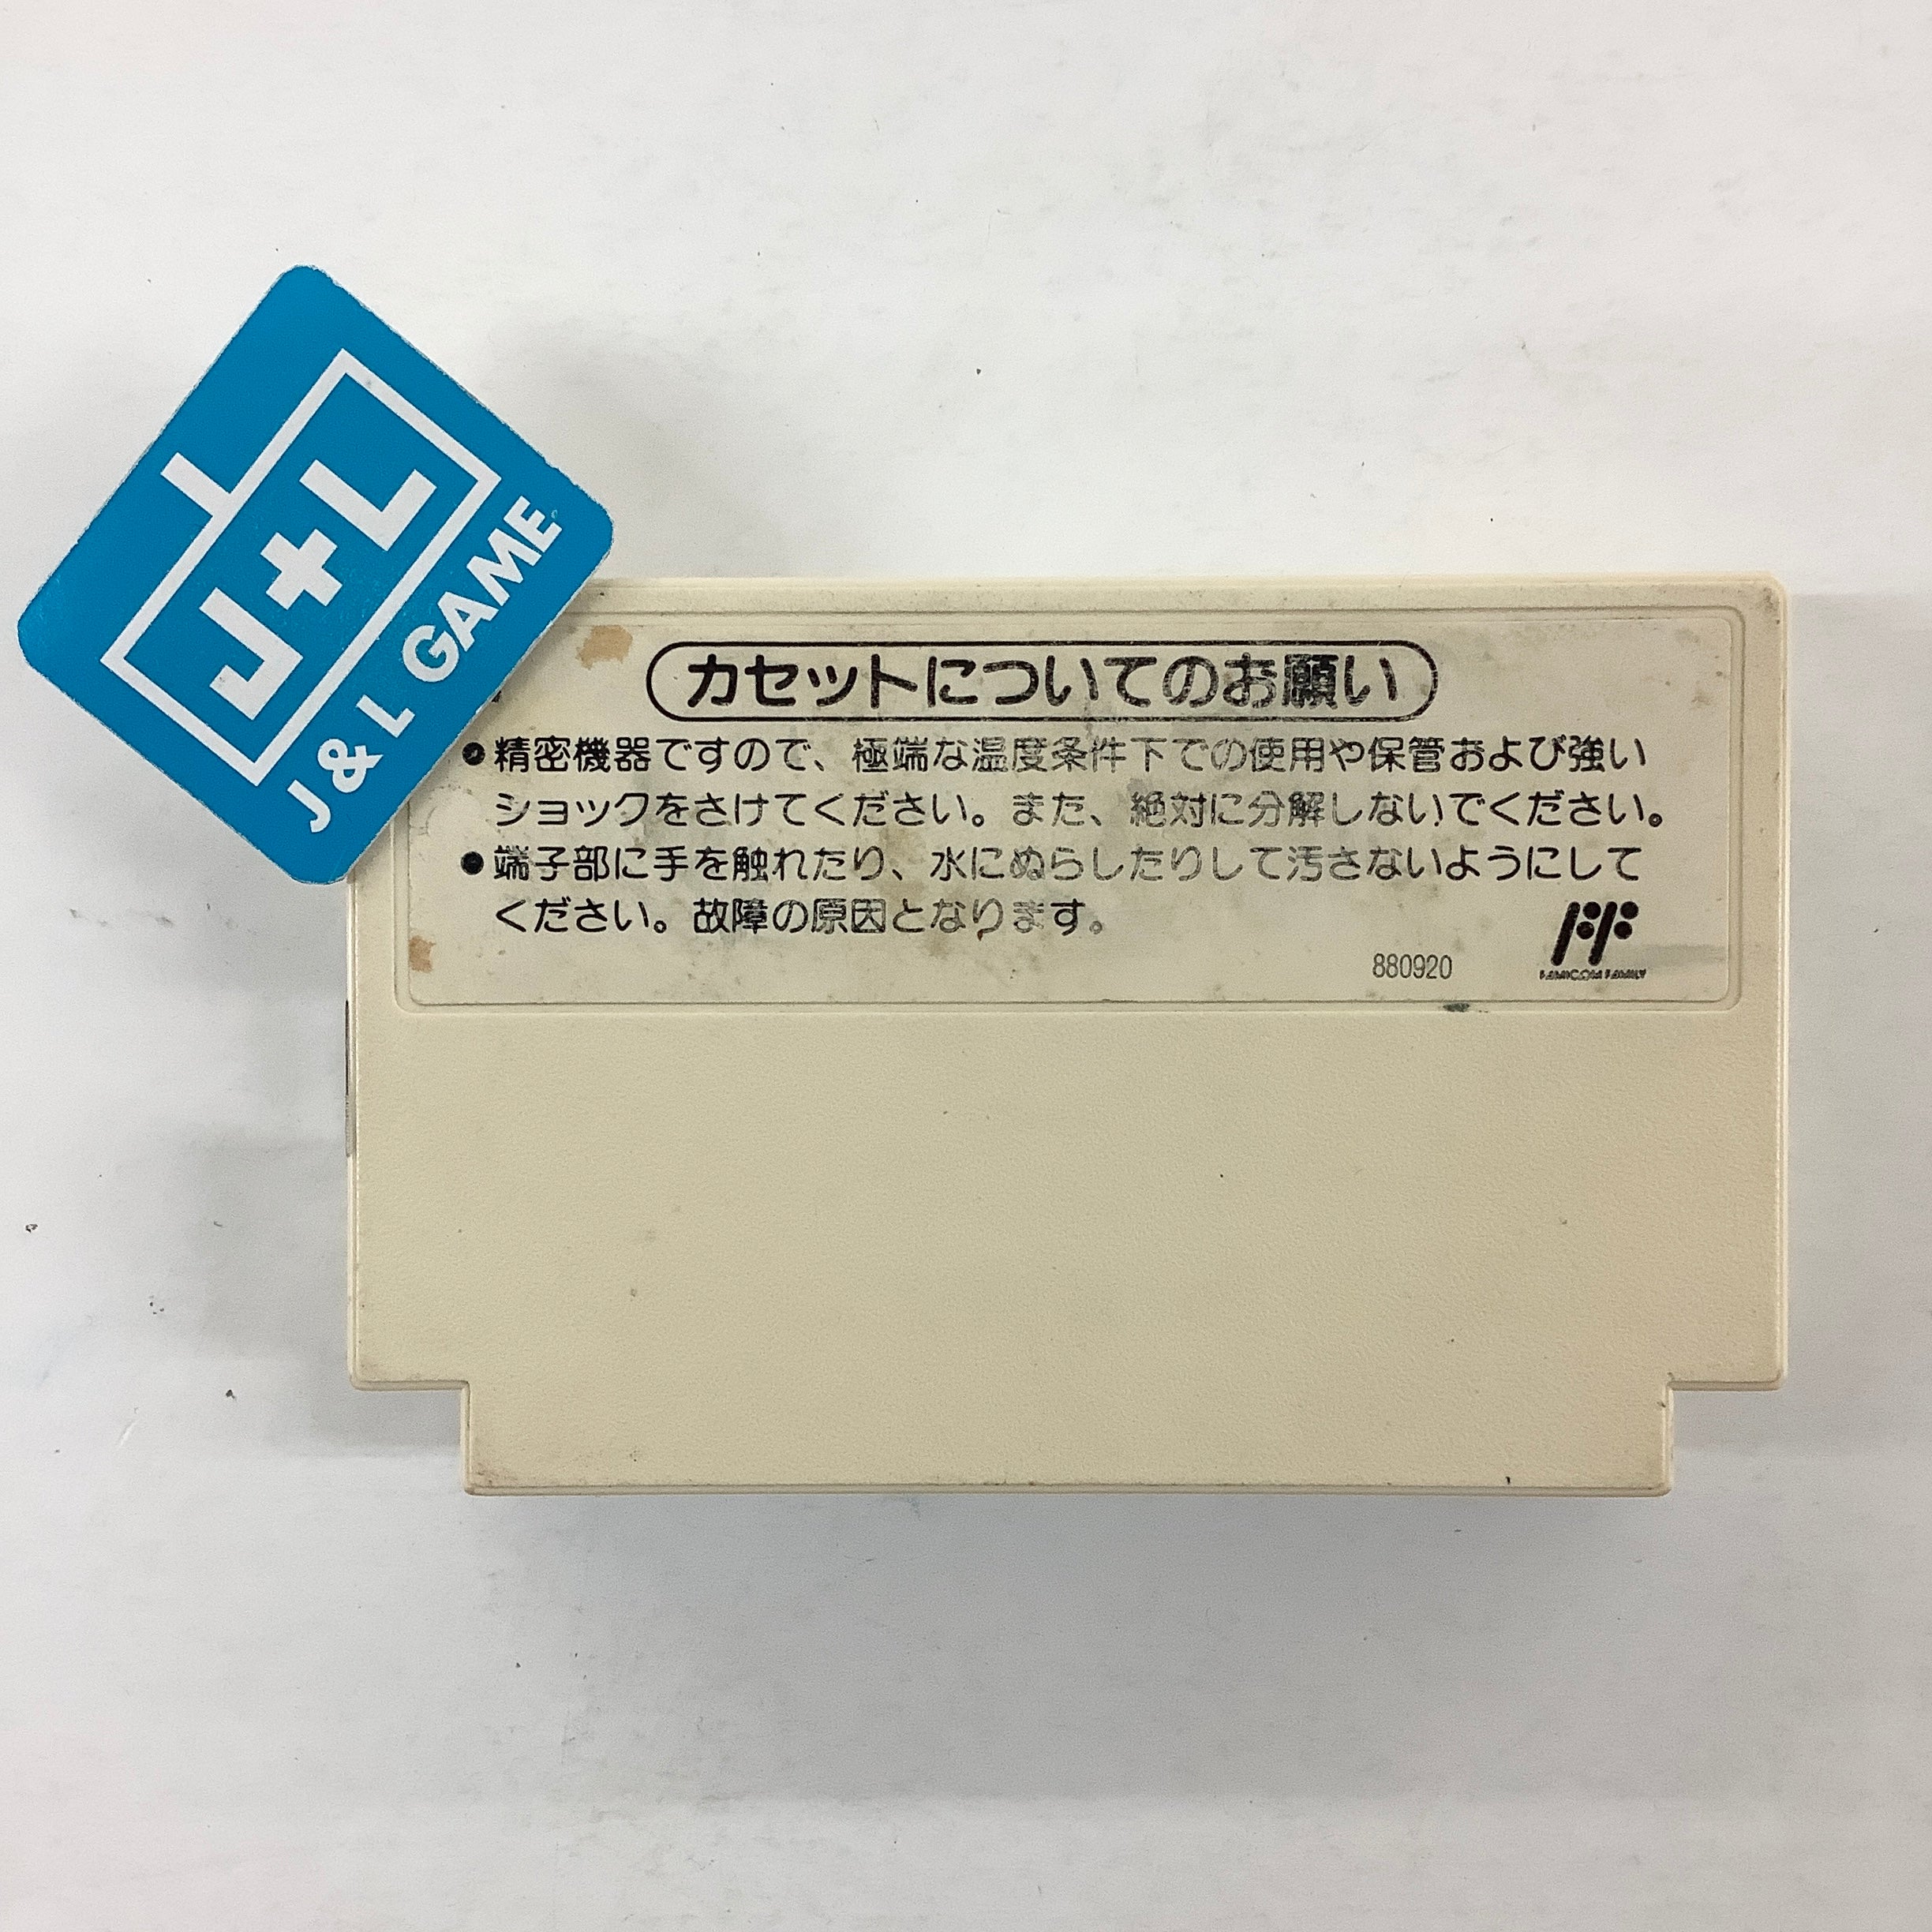 J+L
J & L GAME
カセットについてのお願い
●精密機器ですので、極端な温度条件下での使用や保管および強い
ショックをさけてください。また、絶対に分解しないでください。
●端子部に手を触れたり、水にぬらしたりして汚さないようにして
ください。故障の原因となります。
880920
FF
FAMICOM FAMILY